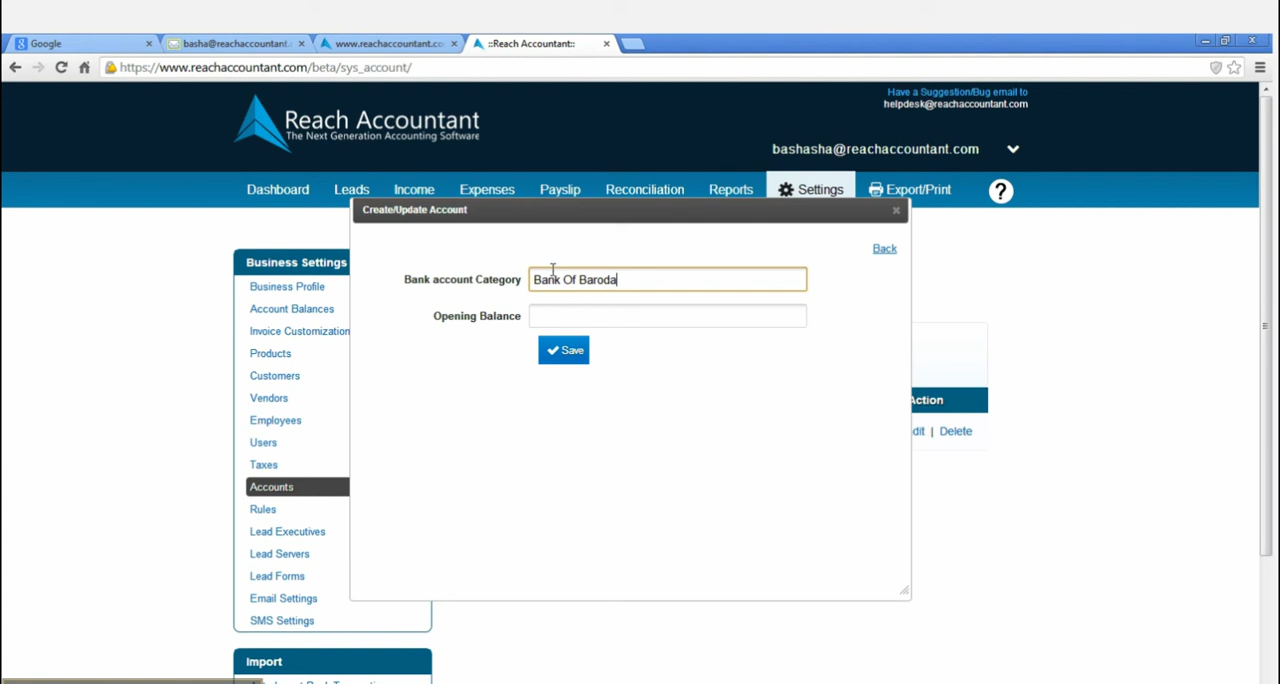 Google
basha@reachaccountant.
www.reachaccountant.co
::Reach Accountant::
https://www.reachaccountant.com/beta/sys_account/
Have a Suggestion/Bug email to
helpdesk@reachaccountant.com
Reach Accountant
The Next Generation Accounting Software
bashasha@reachaccountant.com
Dashboard Leads Income Expenses Payslip Reconciliation Reports Settings Export/Print ?
Create/Update Account
Back
Business Settings
Bank account Category Bank Of Baroda
Business Profile
Account Balances
Opening Balance
Invoice Customization
Save
Products
Customers
Vendors
Action
Employees
dit | Delete
Users
Taxes
Accounts
Rules
Lead Executives
Lead Servers
Lead Forms
Email Settings
SMS Settings
Import